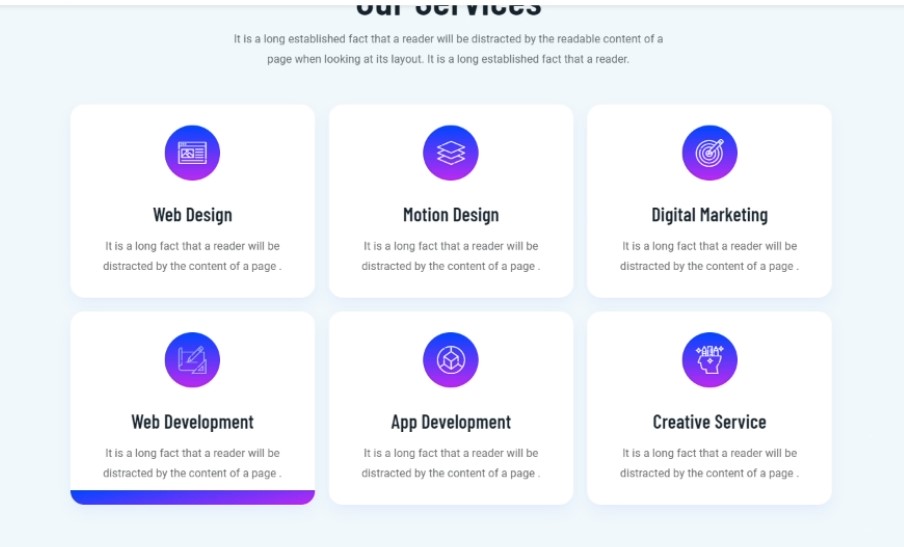 Our Services
It is a long established fact that a reader will be distracted by the readable content of a
page when looking at its layout. It is a long established fact that a reader.
Web Design
It is a long fact that a reader will be
distracted by the content of a page .
Motion Design
It is a long fact that a reader will be
distracted by the content of a page .
Digital Marketing
It is a long fact that a reader will be
distracted by the content of a page .
Web Development
It is a long fact that a reader will be
distracted by the content of a page .
App Development
It is a long fact that a reader will be
distracted by the content of a page .
Creative Service
It is a long fact that a reader will be
distracted by the content of a page .